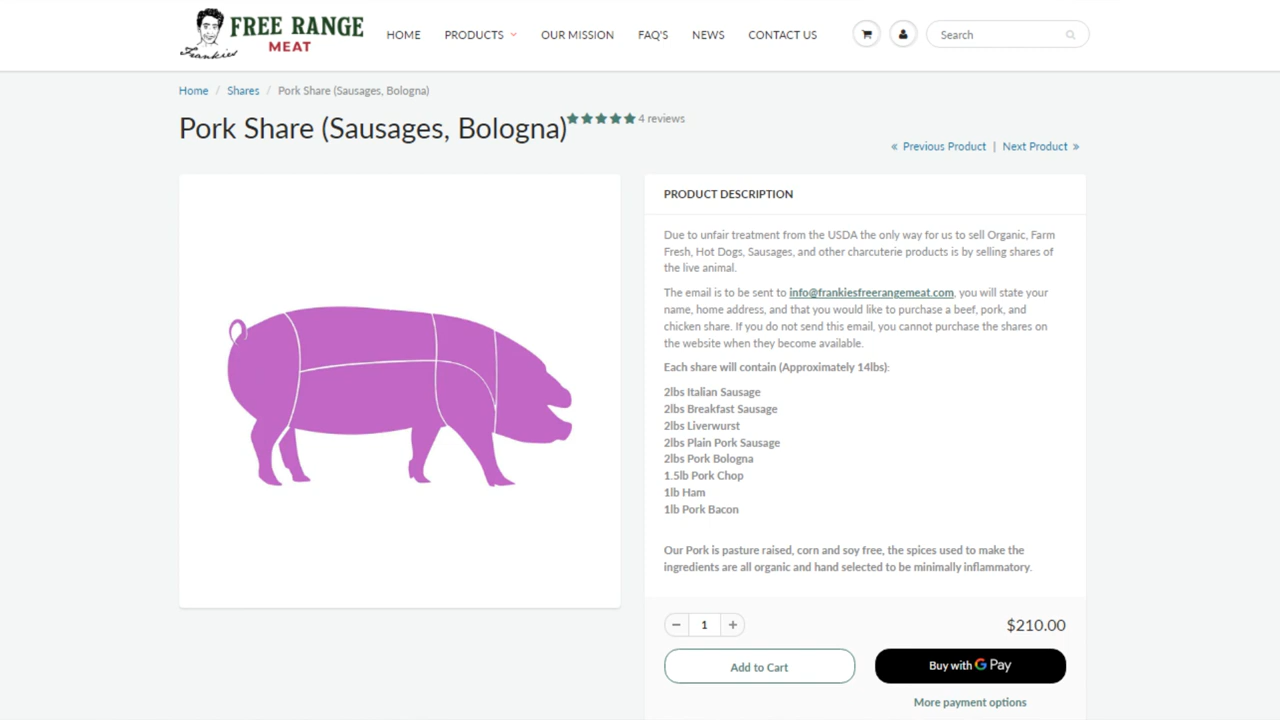 FREE RANGE
MEAT
Frankies
HOME
PRODUCTS
OUR MISSION
FAQ'S
NEWS
CONTACT US
Search
Home / Shares / Pork Share (Sausages, Bologna)
Pork Share (Sausages, Bologna)
4 reviews
« Previous Product | Next Product »
PRODUCT DESCRIPTION
Due to unfair treatment from the USDA the only way for us to sell Organic, Farm
Fresh, Hot Dogs, Sausages, and other charcuterie products is by selling shares of
the live animal.
The email is to be sent to info@frankiesfreerangemeat.com, you will state your
name, home address, and that you would like to purchase a beef, pork, and
chicken share. If you do not send this email, you cannot purchase the shares on
the website when they become available.
Each share will contain (Approximately 14lbs):
2lbs Italian Sausage
2lbs Breakfast Sausage
2lbs Liverwurst
2lbs Plain Pork Sausage
2lbs Pork Bologna
1.5lb Pork Chop
1lb Ham
1lb Pork Bacon
Our Pork is pasture raised, corn and soy free, the spices used to make the
ingredients are all organic and hand selected to be minimally inflammatory.
− 1 +
$210.00
Add to Cart
Buy with G Pay
More payment options